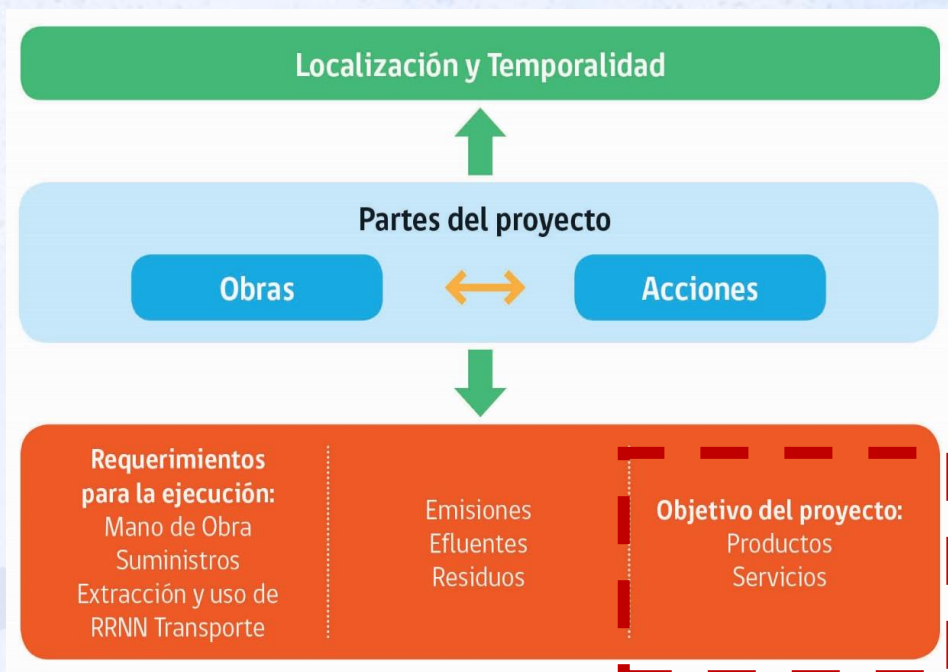 Localización y Temporalidad
Partes del proyecto
Obras
Acciones
Requerimientos
para la ejecución:
Mano de Obra
Suministros
Extracción y uso de
RRNN Transporte
Emisiones
Efluentes
Residuos
Objetivo del proyecto:
Productos
Servicios